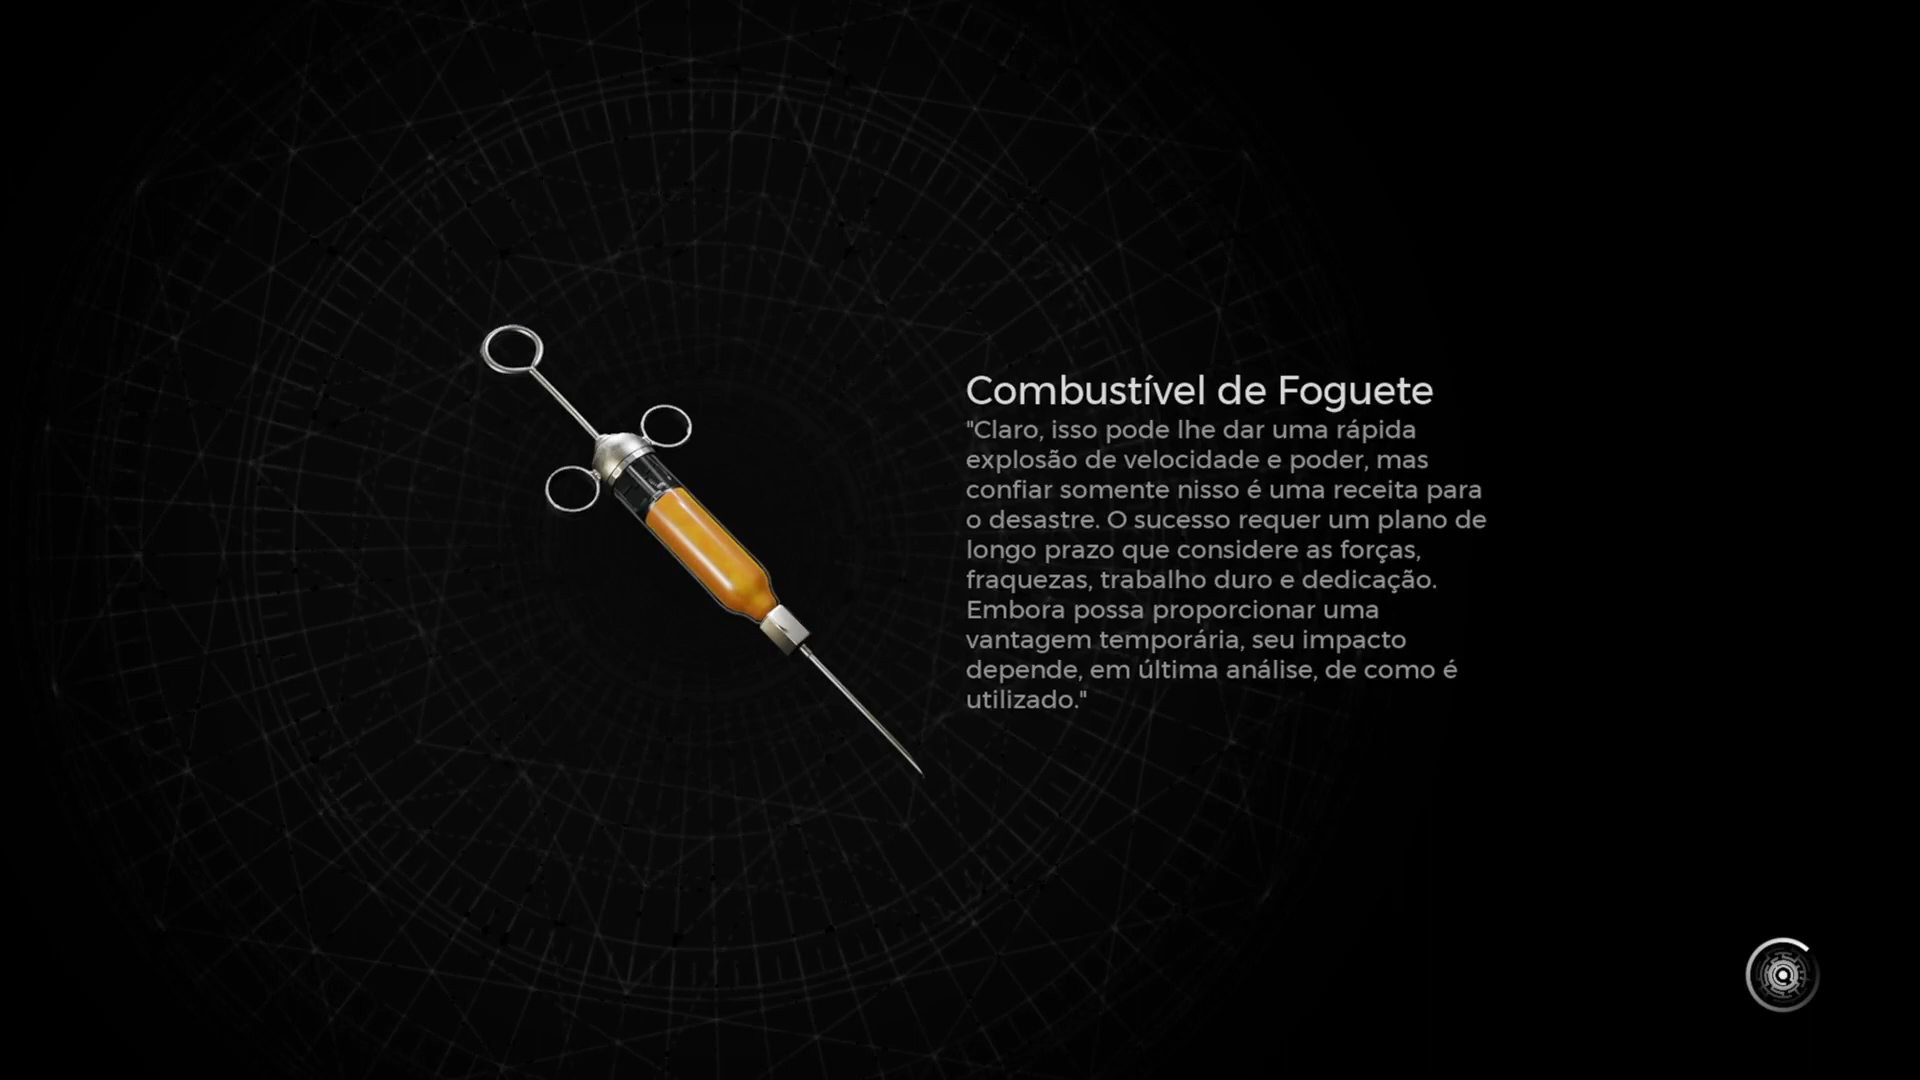 Combustível de Foguete
"Claro, isso pode lhe dar uma rápida
explosão de velocidade e poder, mas
confiar somente nisso é uma receita para
o desastre. O sucesso requer um plano de
longo prazo que considere as forças,
fraquezas, trabalho duro e dedicação.
Embora possa proporcionar uma
vantagem temporária, seu impacto
depende, em última análise, de como é
utilizado."